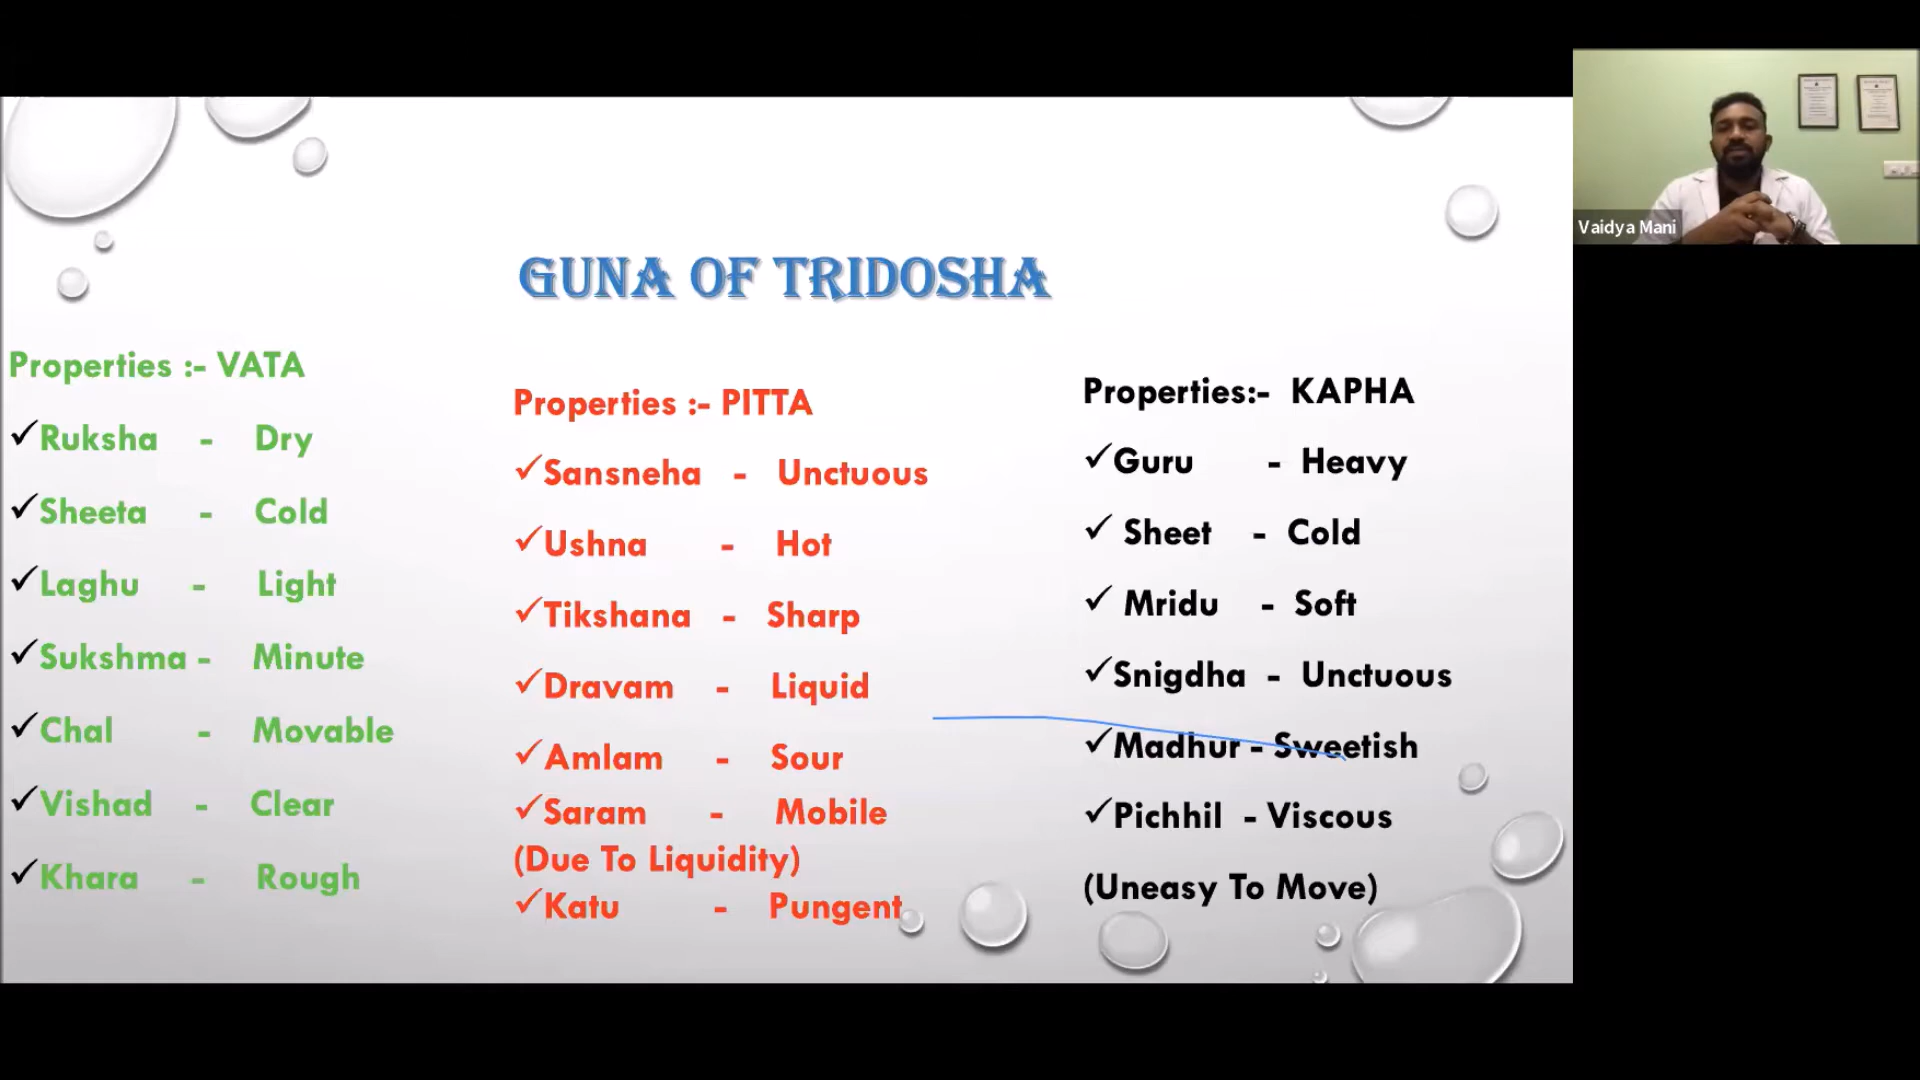 GUNA OF TRIDOSHA
Properties :- VATA
✓Ruksha - Dry
✓Sheeta - Cold
✓Laghu - Light
✓Sukshma - Minute
✓Chal - Movable
✓Vishad - Clear
✓Khara - Rough
Properties :- PITTA
✓Sansneha - Unctuous
✓Ushna - Hot
✓Tikshana - Sharp
✓Dravam - Liquid
✓Amlam - Sour
✓Saram - Mobile
(Due To Liquidity)
✓Katu - Pungent
Properties:- KAPHA
✓Guru - Heavy
✓ Sheet - Cold
✓ Mridu - Soft
✓Snigdha - Unctuous
✓Madhur - Sweetish
✓Pichhil - Viscous
(Uneasy To Move)
Vaidya Mani